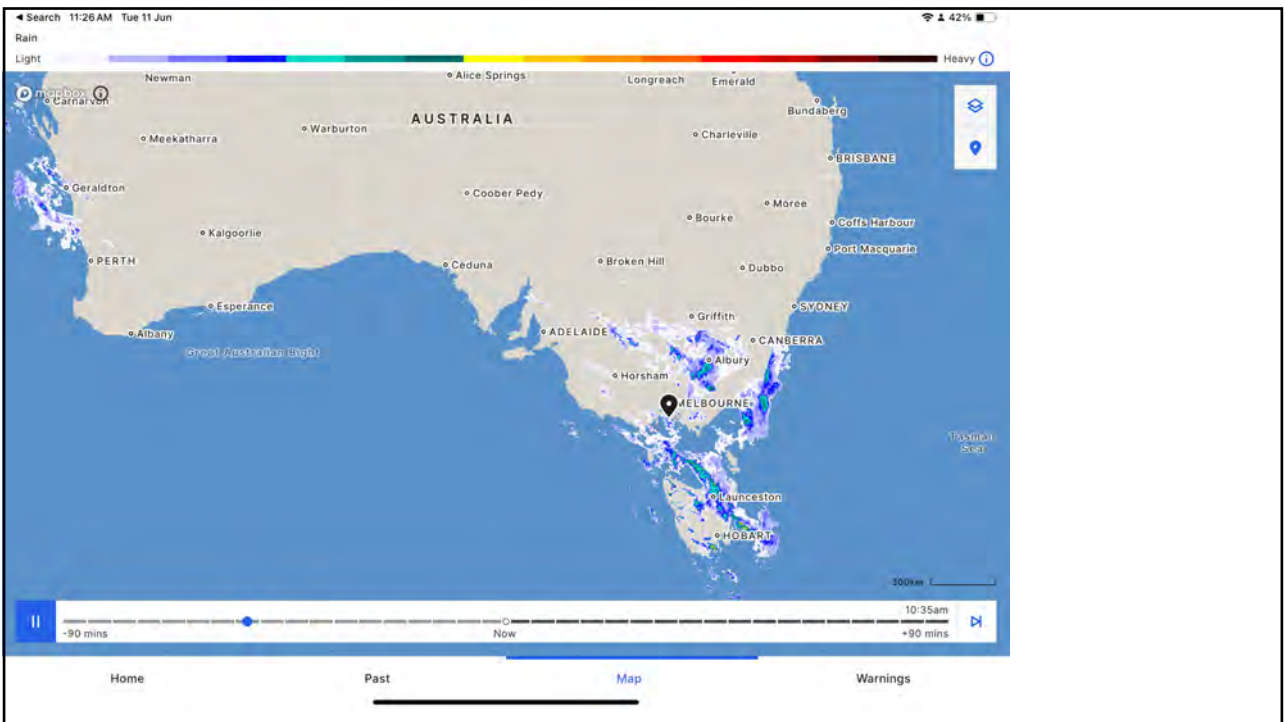 ◄ Search 11:26 AM Tue 11 Jun
42%
Rain
Light
Heavy
Newman
Alice Springs
Longreach
Emerald
mapbox
Carnarvon
Bundaberg
AUSTRALIA
Warburton
Meekatharra
Charleville
BRISBANE
Geraldton
Coober Pedy
Moree
Bourke
Coffs Harbour
Kalgoorlie
Port Macquarie
PERTH
Ceduna
Broken Hill
Dubbo
Esperance
SYDNEY
Griffith
Albany
ADELAIDE
CANBERRA
Great Australian Bight
Albury
Horsham
MELBOURNE
Tasman
Sea
Launceston
HOBART
300km
10:35am
-90 mins
Now
+90 mins
Home
Past
Map
Warnings